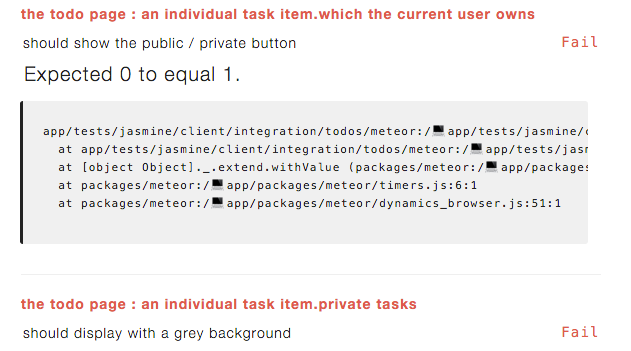 the todo page : an individual task item.which the current user owns
should show the public / private button
Fail
Expected 0 to equal 1.
app/tests/jasmine/client/integration/todos/meteor:/💻app/tests/jasmine/c
at app/tests/jasmine/client/integration/todos/meteor:/💻app/tests/jasm
at [object Object]._.extend.withValue (packages/meteor:/💻app/packages
at packages/meteor:/💻app/packages/meteor/timers.js:6:1
at packages/meteor:/💻app/packages/meteor/dynamics_browser.js:51:1
the todo page : an individual task item.private tasks
should display with a grey background
Fail